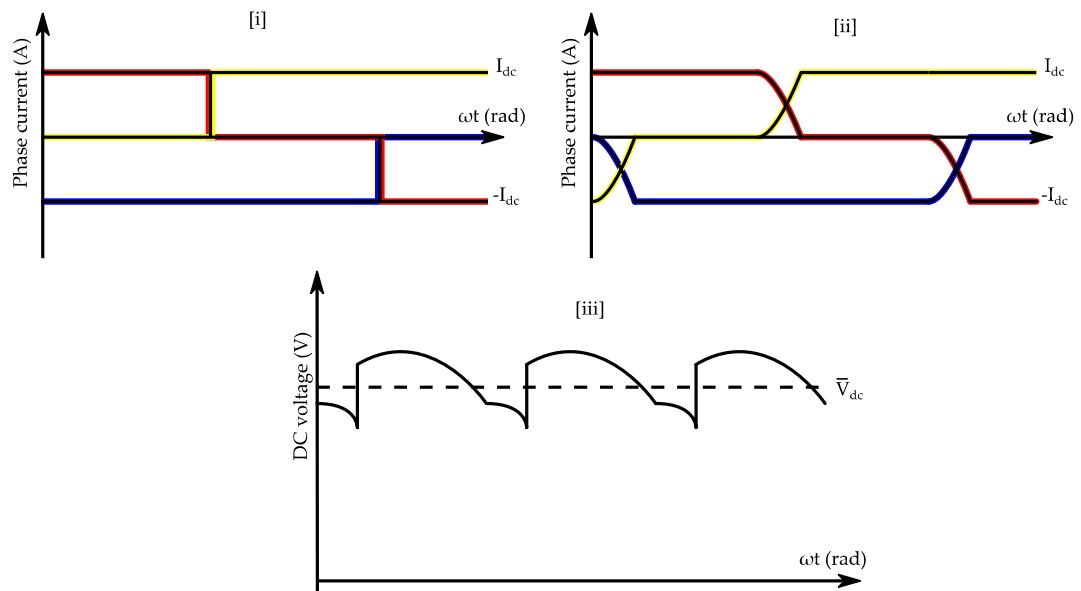 [i]
Phase current (A)
I_dc
ωt (rad)
-I_dc
[ii]
Phase current (A)
I_dc
ωt (rad)
-I_dc
[iii]
DC voltage (V)
V̅_dc
ωt (rad)